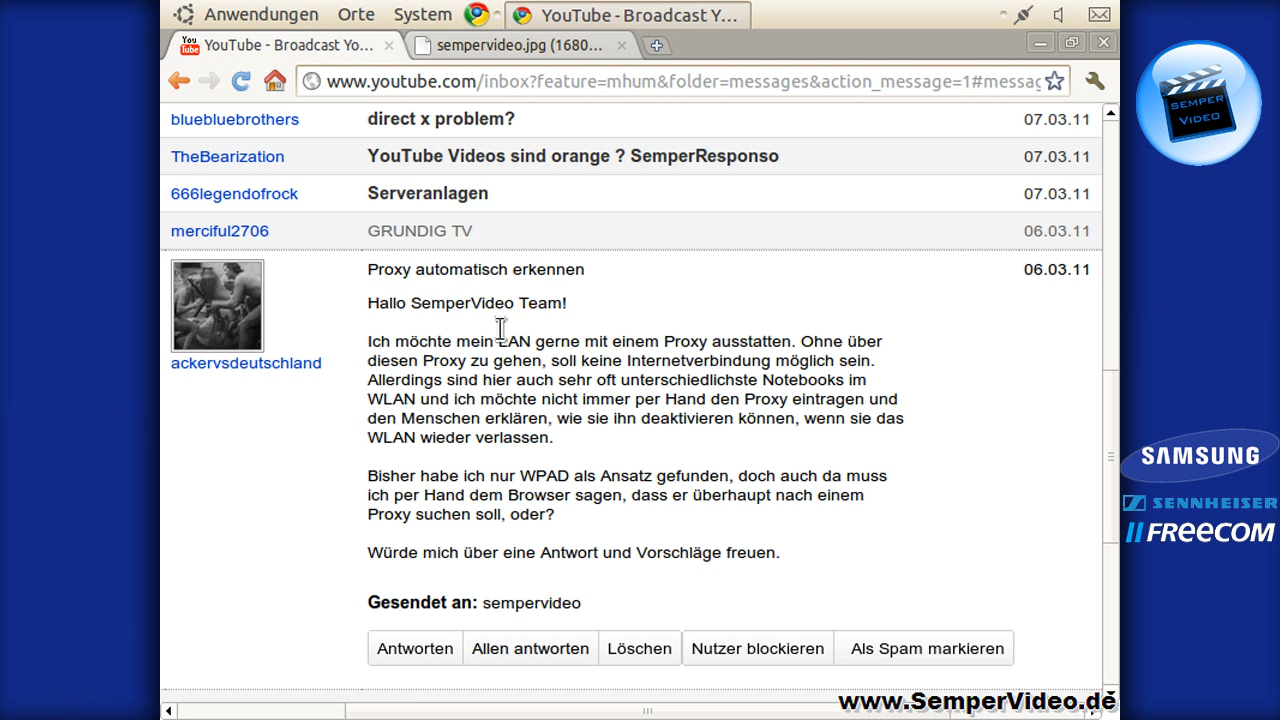 Anwendungen Orte System YouTube - Broadcast Y...
YouTube - Broadcast Yo... sempervideo.jpg (1680...
www.youtube.com/inbox?feature=mhum&folder=messages&action_message=1#messag
bluebluebrothers direct x problem? 07.03.11
TheBearization YouTube Videos sind orange ? SemperResponso 07.03.11
666legendofrock Serveranlagen 07.03.11
merciful2706 GRUNDIG TV 06.03.11
Proxy automatisch erkennen 06.03.11
Hallo SemperVideo Team!
Ich möchte mein LAN gerne mit einem Proxy ausstatten. Ohne über
diesen Proxy zu gehen, soll keine Internetverbindung möglich sein.
Allerdings sind hier auch sehr oft unterschiedlichste Notebooks im
WLAN und ich möchte nicht immer per Hand den Proxy eintragen und
den Menschen erklären, wie sie ihn deaktivieren können, wenn sie das
WLAN wieder verlassen.
Bisher habe ich nur WPAD als Ansatz gefunden, doch auch da muss
ich per Hand dem Browser sagen, dass er überhaupt nach einem
Proxy suchen soll, oder?
Würde mich über eine Antwort und Vorschläge freuen.
ackervsdeutschland
Gesendet an: sempervideo
Antworten Allen antworten Löschen Nutzer blockieren Als Spam markieren
SEMPER
VIDEO
SAMSUNG
SENNHEISER
FREECOM
www.SemperVideo.de